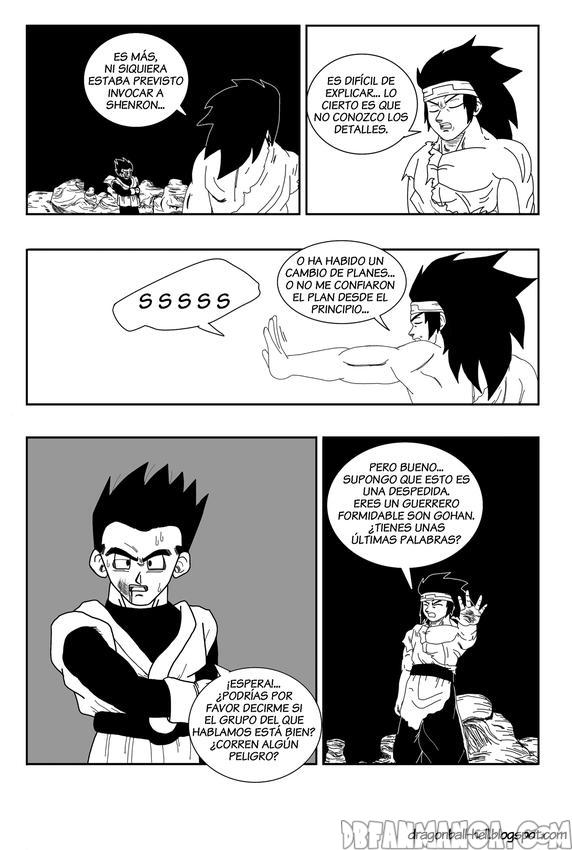 ES MÁS,
NI SIQUIERA
ESTABA PREVISTO
INVOCAR A
SHENRON...
ES DIFÍCIL DE
EXPLICAR... LO
CIERTO ES QUE
NO CONOZCO LOS
DETALLES.
O HA HABIDO UN
CAMBIO DE PLANES...
O NO ME CONFIARON
EL PLAN DESDE EL
PRINCIPIO...
SSSSS
PERO BUENO...
SUPONGO QUE ESTO ES
UNA DESPEDIDA.
ERES UN GUERRERO
FORMIDABLE SON GOHAN.
¿TIENES UNAS
ÚLTIMAS PALABRAS?
¡ESPERA!...
¿PODRÍAS POR
FAVOR DECIRME SI
EL GRUPO DEL QUE
HABLAMOS ESTÁ BIEN?
¿CORREN ALGÚN
PELIGRO?
dragonball-hell.blogspot.com
DBFANMANGA.COM